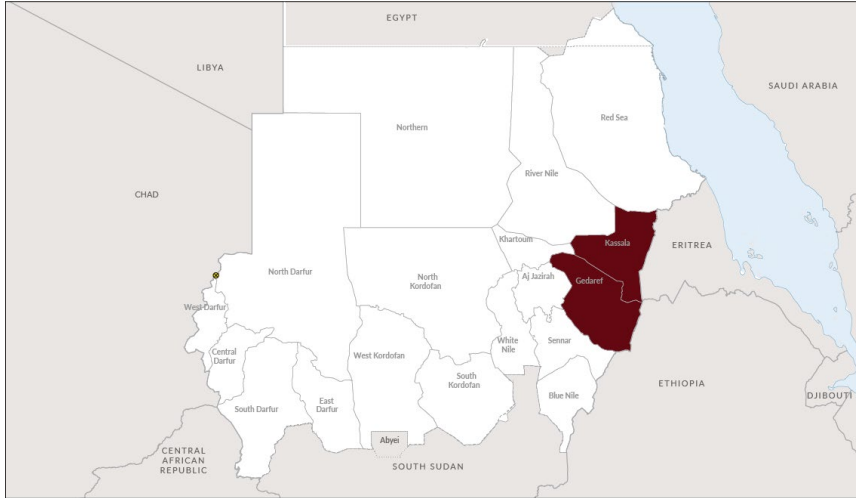 EGYPT
LIBYA
SAUDI ARABIA
Red Sea
Northern
River Nile
CHAD
Khartoum
Kassala
ERITREA
North Darfur
North
Kordofan
Aj Jazirah
Gedaref
West Darfur
White
Nile
Sennar
Central
Darfur
West Kordofan
South
Kordofan
ETHIOPIA
DJIBOUTI
South Darfur
East
Darfur
Blue Nile
Abyei
CENTRAL
AFRICAN
REPUBLIC
SOUTH SUDAN